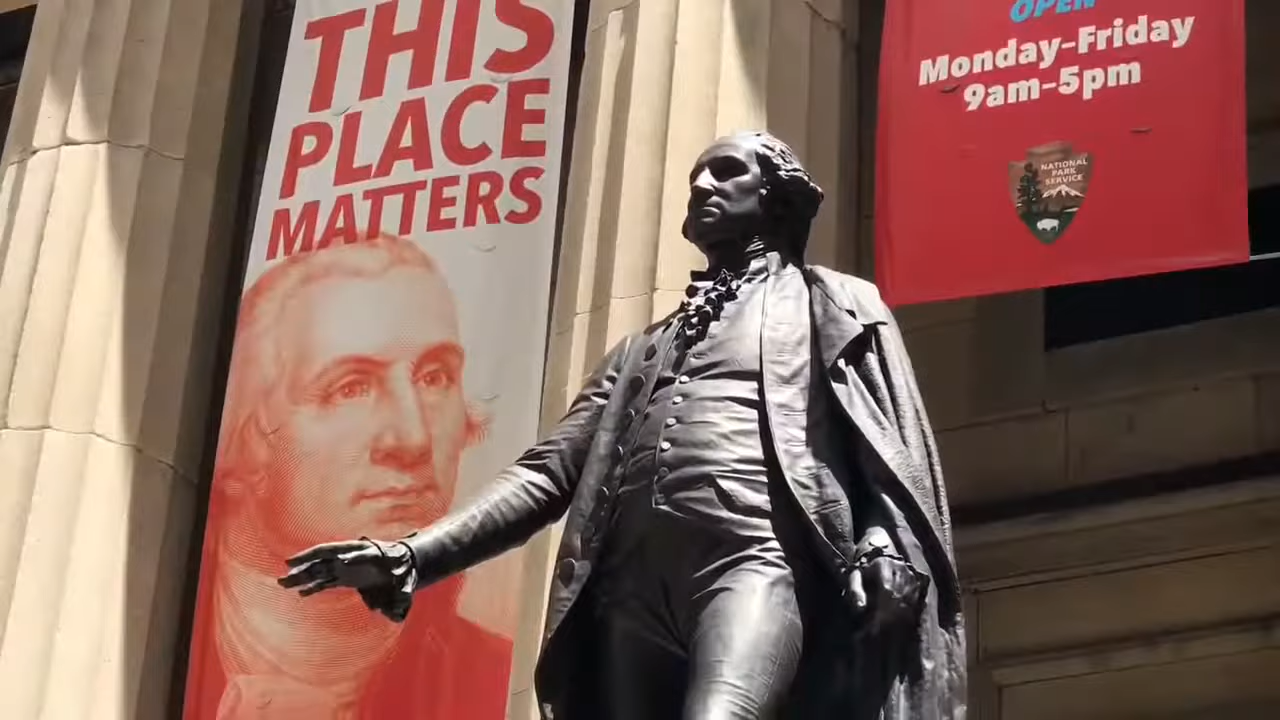 THIS
PLACE
MATTERS
OPEN
Monday-Friday
9am-5pm
NATIONAL
PARK
SERVICE